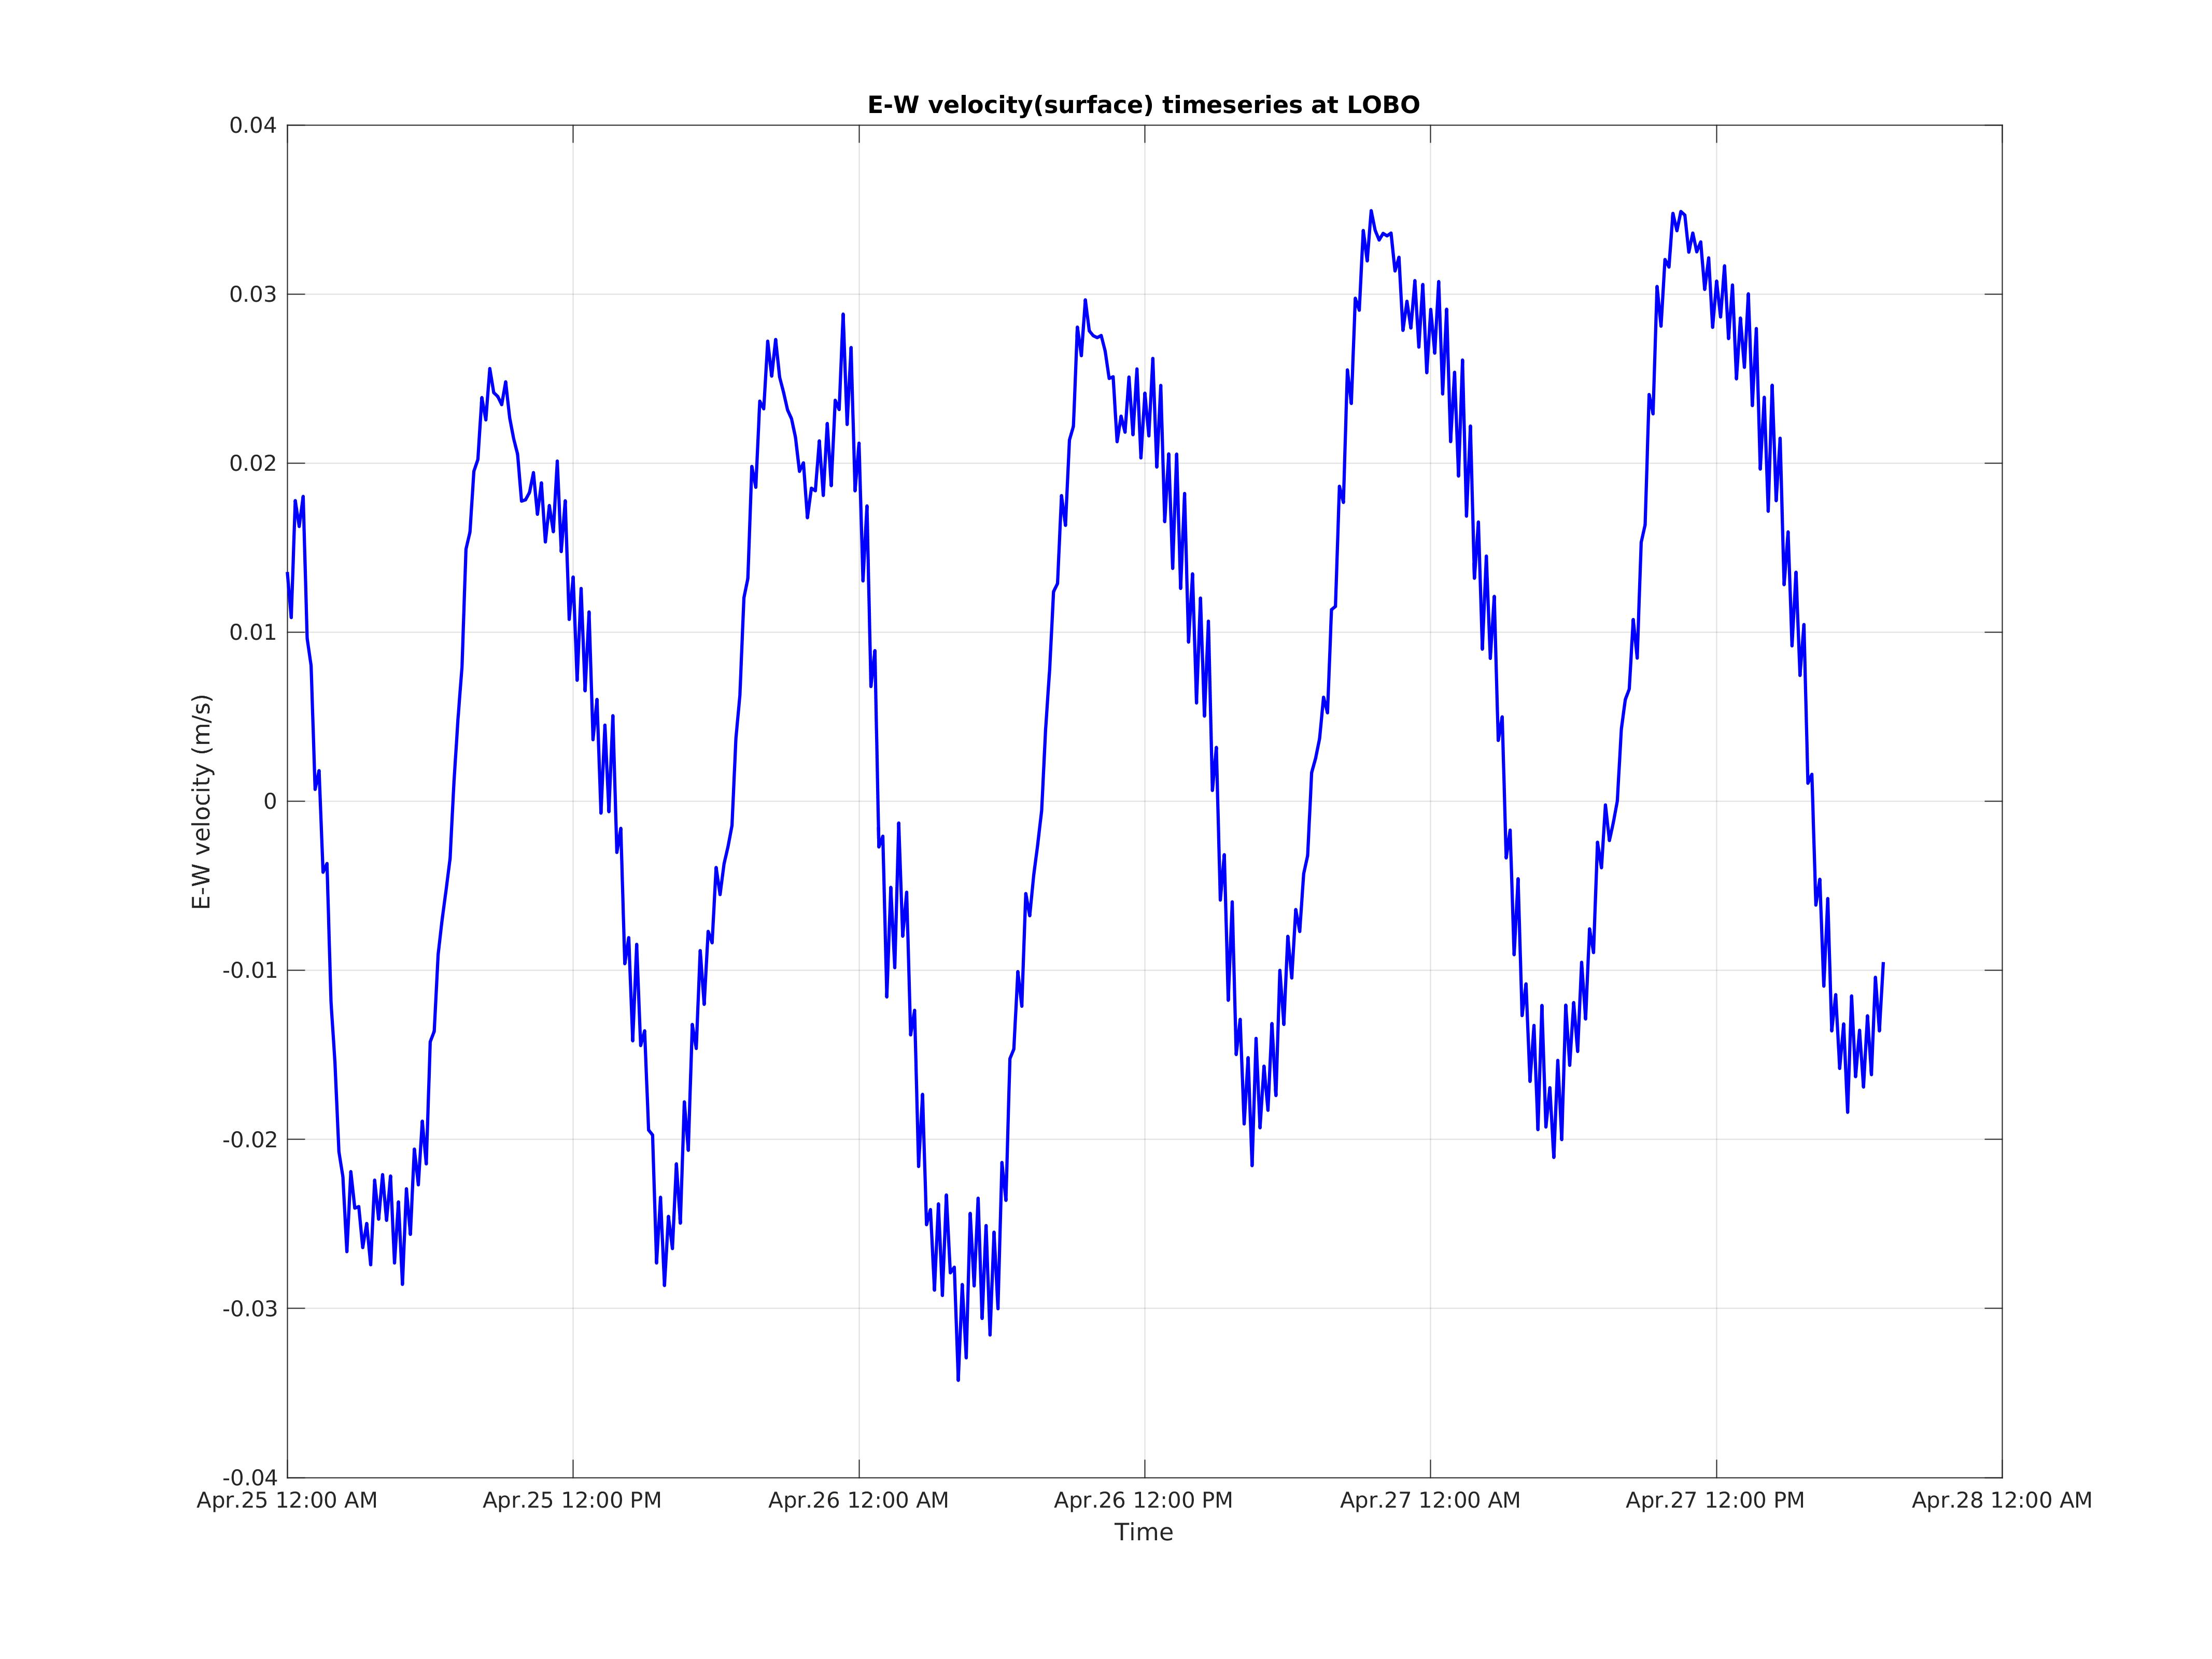 E-W velocity(surface) timeseries at LOBO
0.04
0.03
0.02
0.01
0
-0.01
-0.02
-0.03
-0.04
E-W velocity (m/s)
Apr.25 12:00 AM Apr.25 12:00 PM Apr.26 12:00 AM Apr.26 12:00 PM Apr.27 12:00 AM Apr.27 12:00 PM Apr.28 12:00 AM
Time